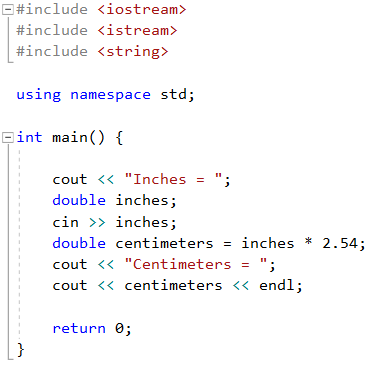 #include <iostream>
#include <istream>
#include <string>
using namespace std;
int main() {
cout << "Inches = ";
double inches;
cin >> inches;
double centimeters = inches * 2.54;
cout << "Centimeters = ";
cout << centimeters << endl;
return 0;
}